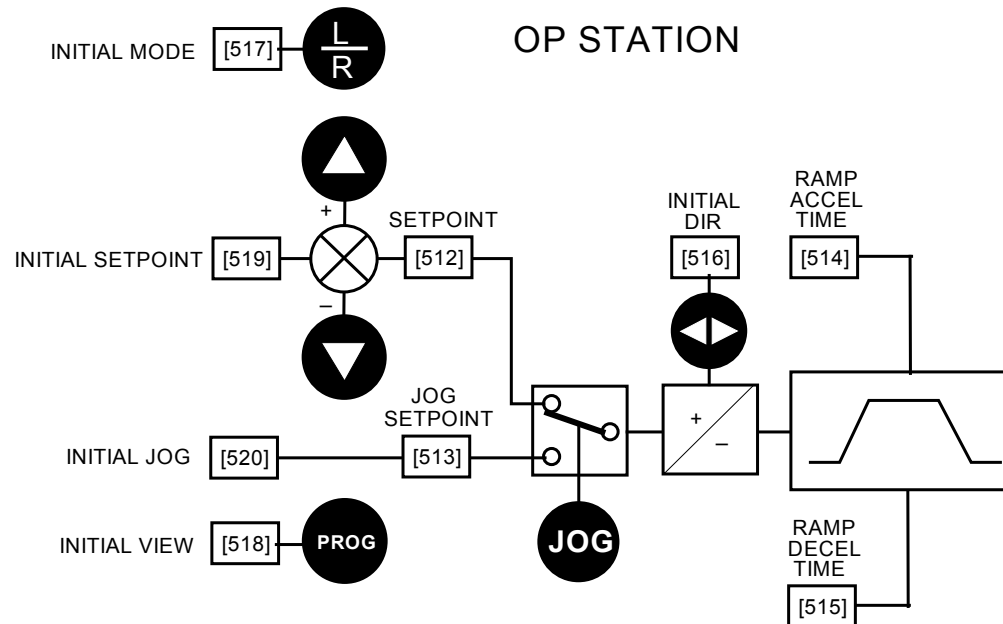 OP STATION
INITIAL MODE
[517]
L
R
+
INITIAL SETPOINT
[519]
SETPOINT
[512]
–
INITIAL
DIR
[516]
RAMP
ACCEL
TIME
[514]
JOG
SETPOINT
INITIAL JOG
[520]
[513]
+
–
INITIAL VIEW
[518]
PROG
JOG
RAMP
DECEL
TIME
[515]